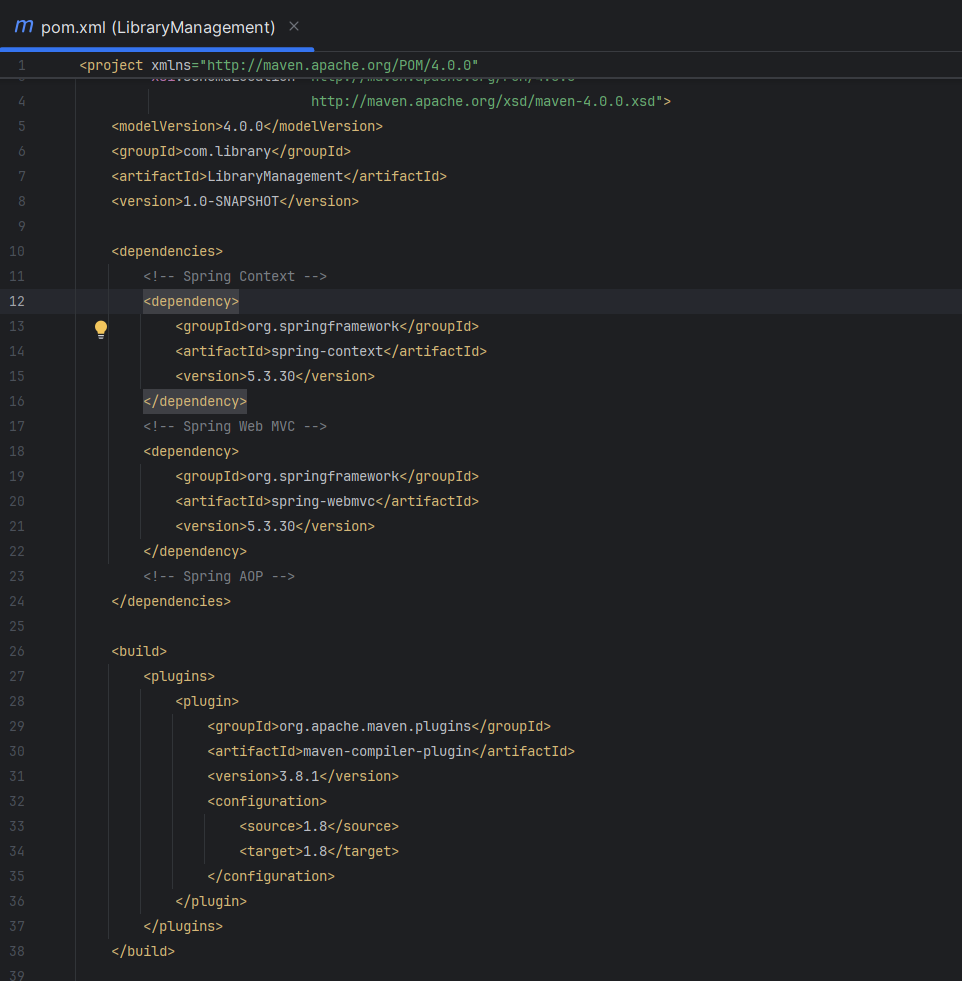 m pom.xml (LibraryManagement) ×
1 <project xmlns="http://maven.apache.org/POM/4.0.0"
4 http://maven.apache.org/xsd/maven-4.0.0.xsd">
5 <modelVersion>4.0.0</modelVersion>
6 <groupId>com.library</groupId>
7 <artifactId>LibraryManagement</artifactId>
8 <version>1.0-SNAPSHOT</version>
9
10 <dependencies>
11 <!-- Spring Context -->
12 <dependency>
13 <groupId>org.springframework</groupId>
14 <artifactId>spring-context</artifactId>
15 <version>5.3.30</version>
16 </dependency>
17 <!-- Spring Web MVC -->
18 <dependency>
19 <groupId>org.springframework</groupId>
20 <artifactId>spring-webmvc</artifactId>
21 <version>5.3.30</version>
22 </dependency>
23 <!-- Spring AOP -->
24 </dependencies>
25
26 <build>
27 <plugins>
28 <plugin>
29 <groupId>org.apache.maven.plugins</groupId>
30 <artifactId>maven-compiler-plugin</artifactId>
31 <version>3.8.1</version>
32 <configuration>
33 <source>1.8</source>
34 <target>1.8</target>
35 </configuration>
36 </plugin>
37 </plugins>
38 </build>
39